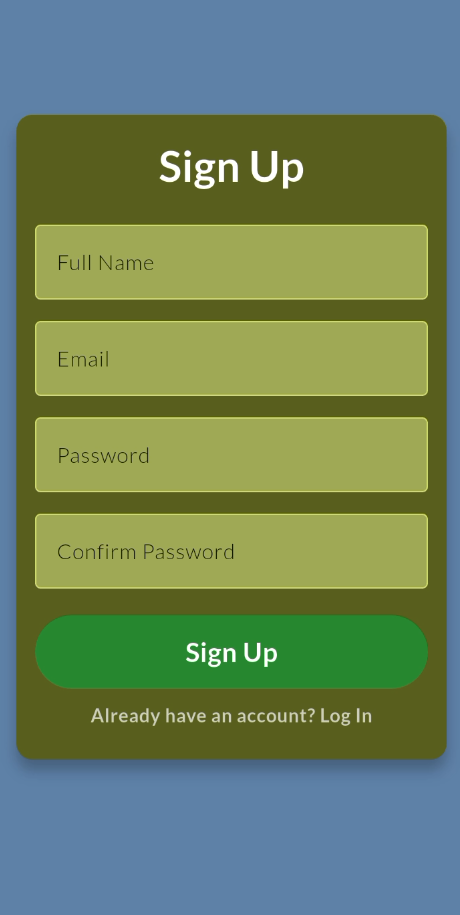 Sign Up
Full Name
Email
Password
Confirm Password
Sign Up
Already have an account? Log In